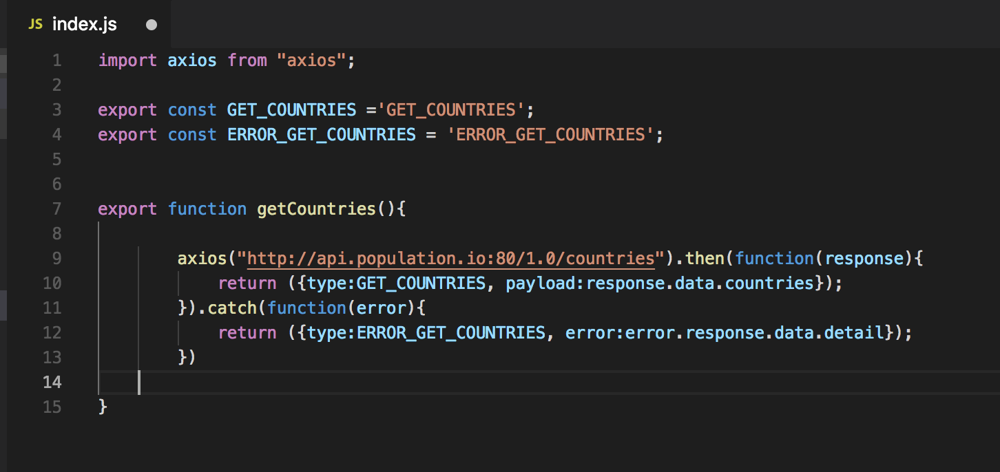 JS index.js
1 import axios from "axios";
2
3 export const GET_COUNTRIES ='GET_COUNTRIES';
4 export const ERROR_GET_COUNTRIES = 'ERROR_GET_COUNTRIES';
5
6
7 export function getCountries(){
8
9 axios("http://api.population.io:80/1.0/countries").then(function(response){
10 return ({type:GET_COUNTRIES, payload:response.data.countries});
11 }).catch(function(error){
12 return ({type:ERROR_GET_COUNTRIES, error:error.response.data.detail});
13 })
14
15 }